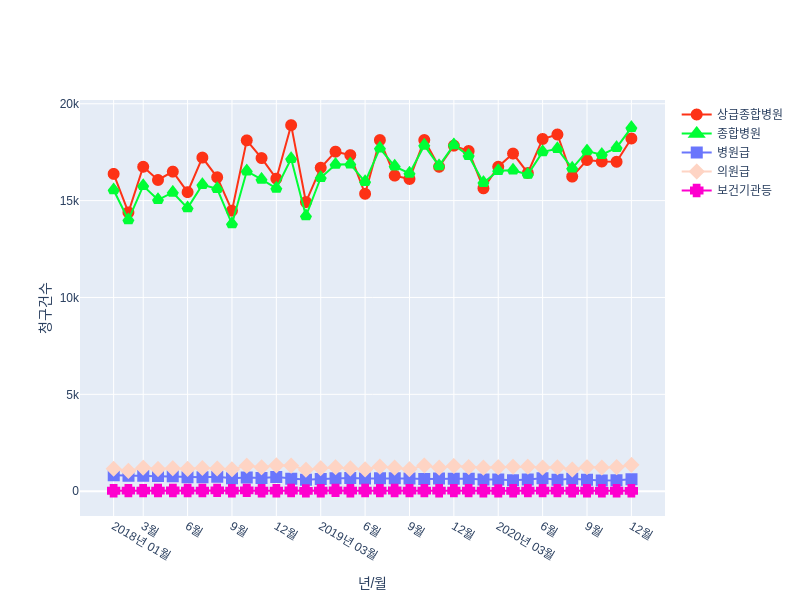 20k
15k
10k
5k
0
청구건수
2018년 01월
3월
6월
9월
12월
2019년 03월
6월
9월
12월
2020년 03월
6월
9월
12월
년/월
상급종합병원
종합병원
병원급
의원급
보건기관등